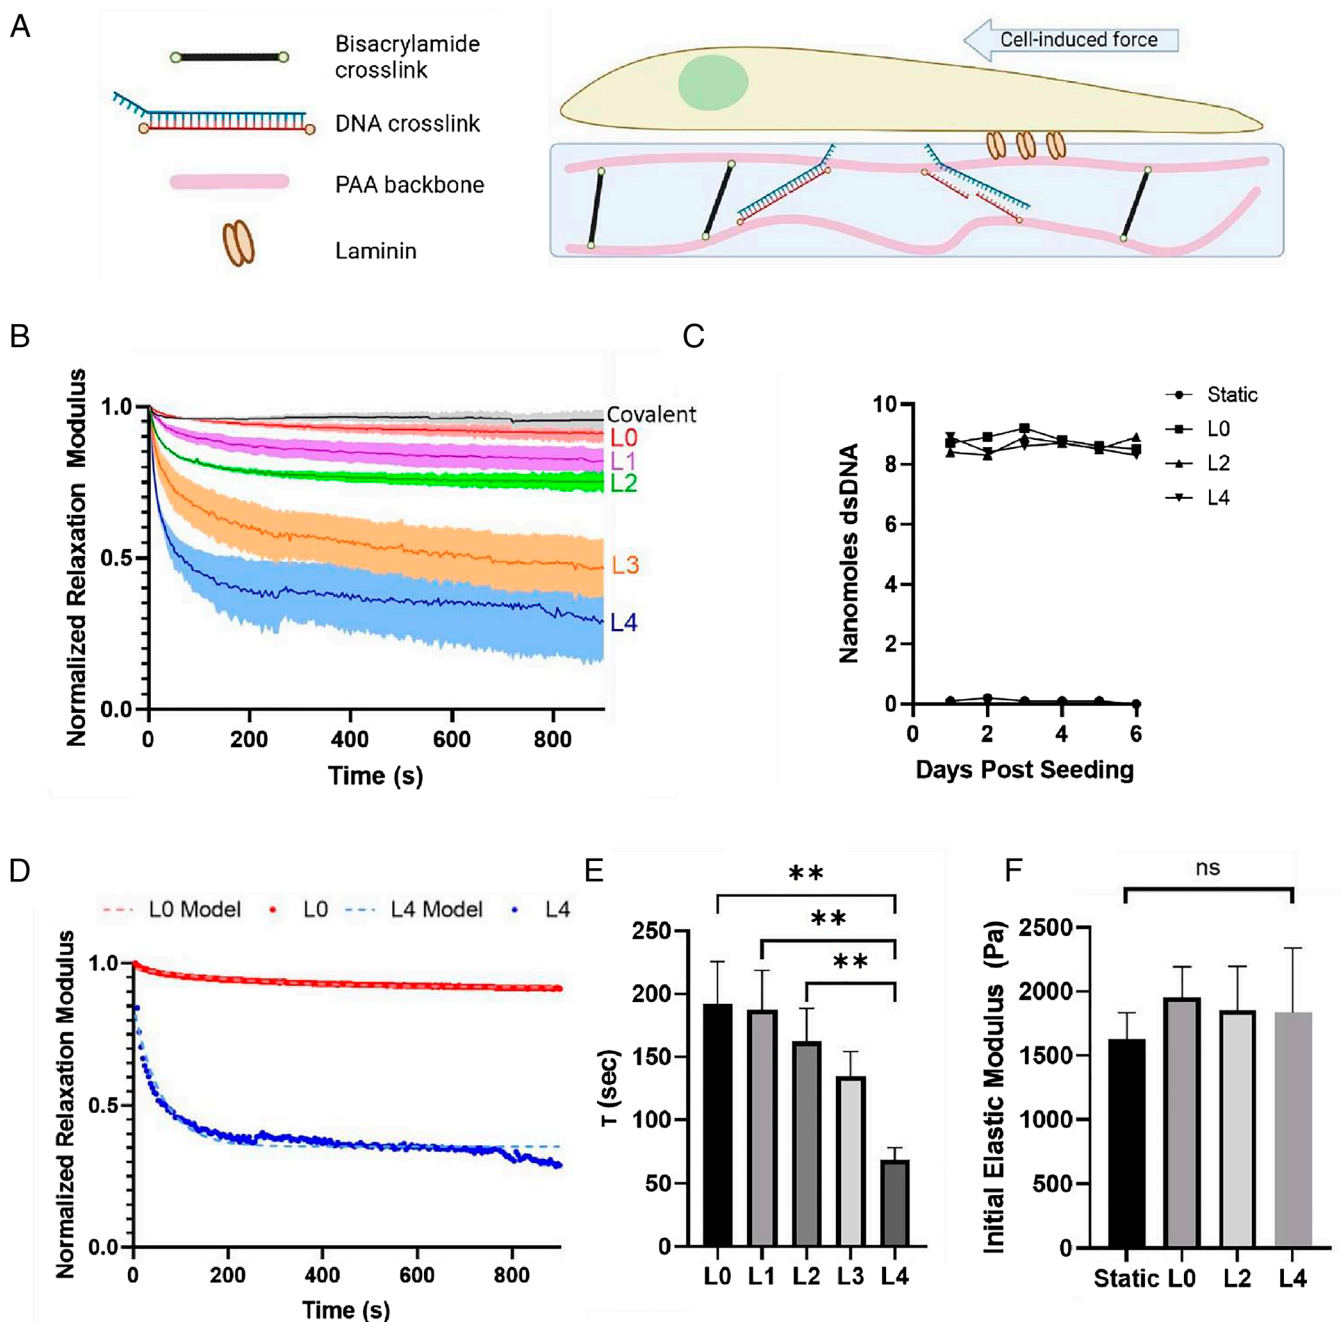 A
Bisacrylamide
crosslink
DNA crosslink
PAA backbone
Laminin
Cell-induced force
B
Normalized Relaxation Modulus
1.0
0.5
0.0
0
200
400
600
800
Time (s)
Covalent
L0
L1
L2
L3
L4
C
Nanomoles dsDNA
10
8
6
4
2
0
0
2
4
6
Days Post Seeding
Static
L0
L2
L4
D
L0 Model
L0
L4 Model
L4
Normalized Relaxation Modulus
1.0
0.5
0.0
0
200
400
600
800
Time (s)
E
**
**
**
τ (sec)
250
200
150
100
50
0
L0
L1
L2
L3
L4
F
ns
Initial Elastic Modulus (Pa)
2500
2000
1500
1000
500
0
Static
L0
L2
L4